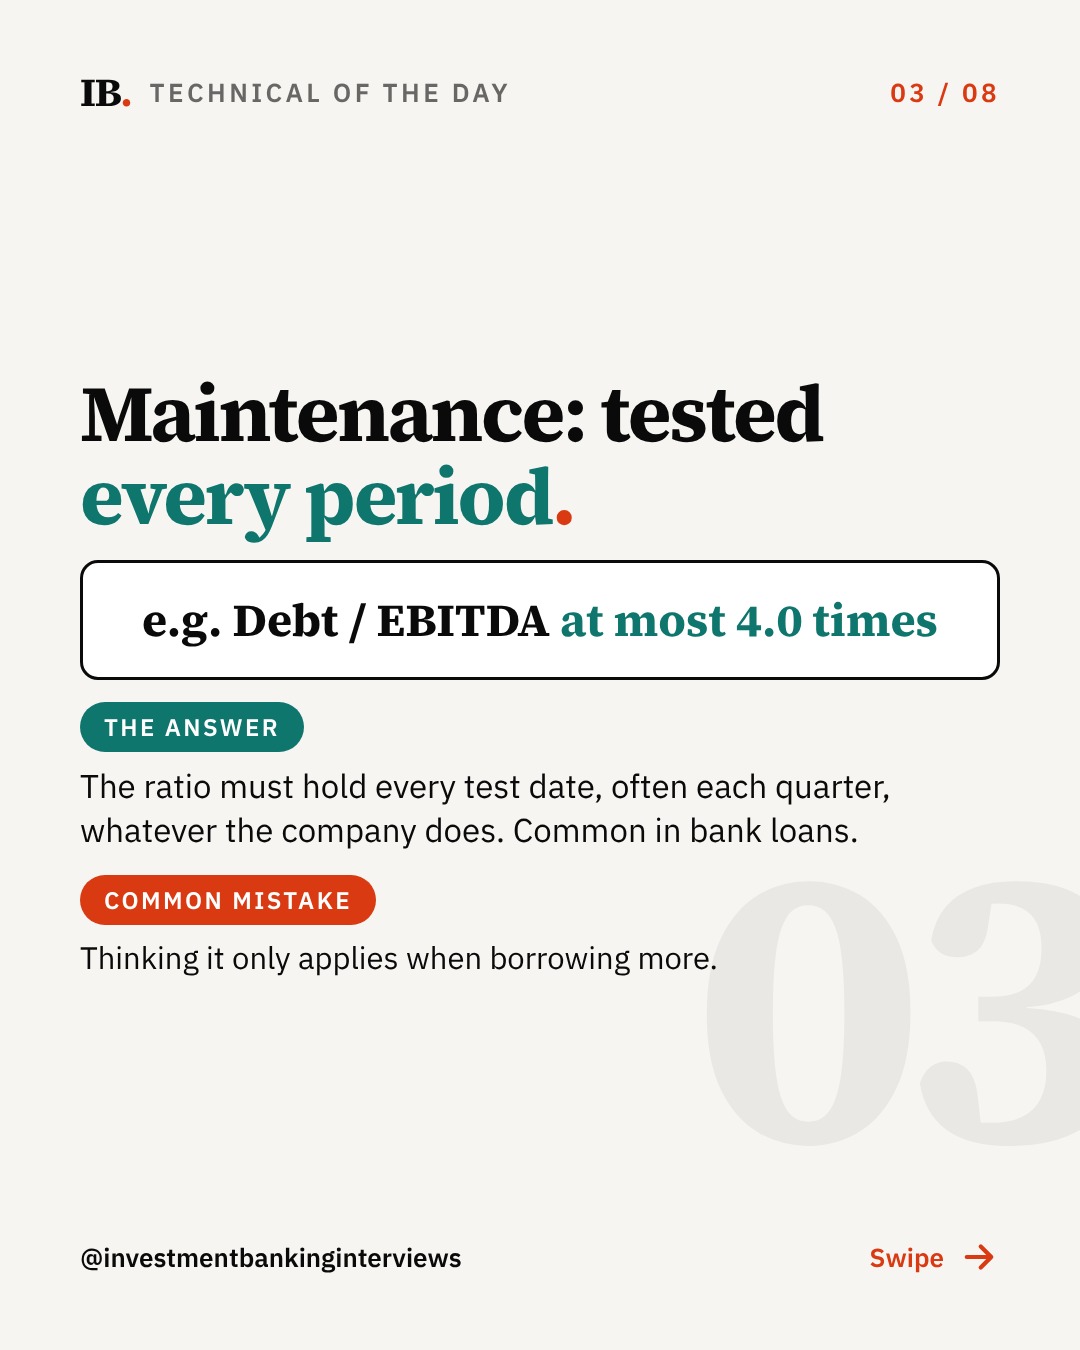 IB. TECHNICAL OF THE DAY
03 / 08
Maintenance: tested
every period.
e.g. Debt / EBITDA at most 4.0 times
THE ANSWER
The ratio must hold every test date, often each quarter,
whatever the company does. Common in bank loans.
COMMON MISTAKE
Thinking it only applies when borrowing more.
03
@investmentbankinginterviews
Swipe →